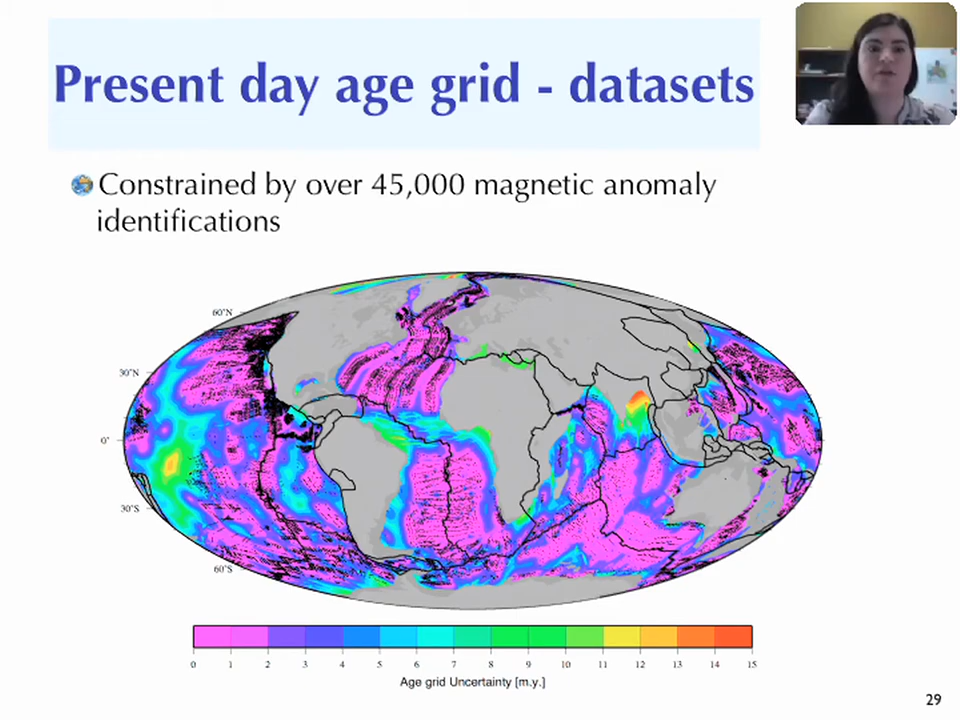 Present day age grid - datasets
Constrained by over 45,000 magnetic anomaly
identifications
60°N
30°N
0°
30°S
60°S
0 1 2 3 4 5 6 7 8 9 10 11 12 13 14 15
Age grid Uncertainty [m.y.]
29